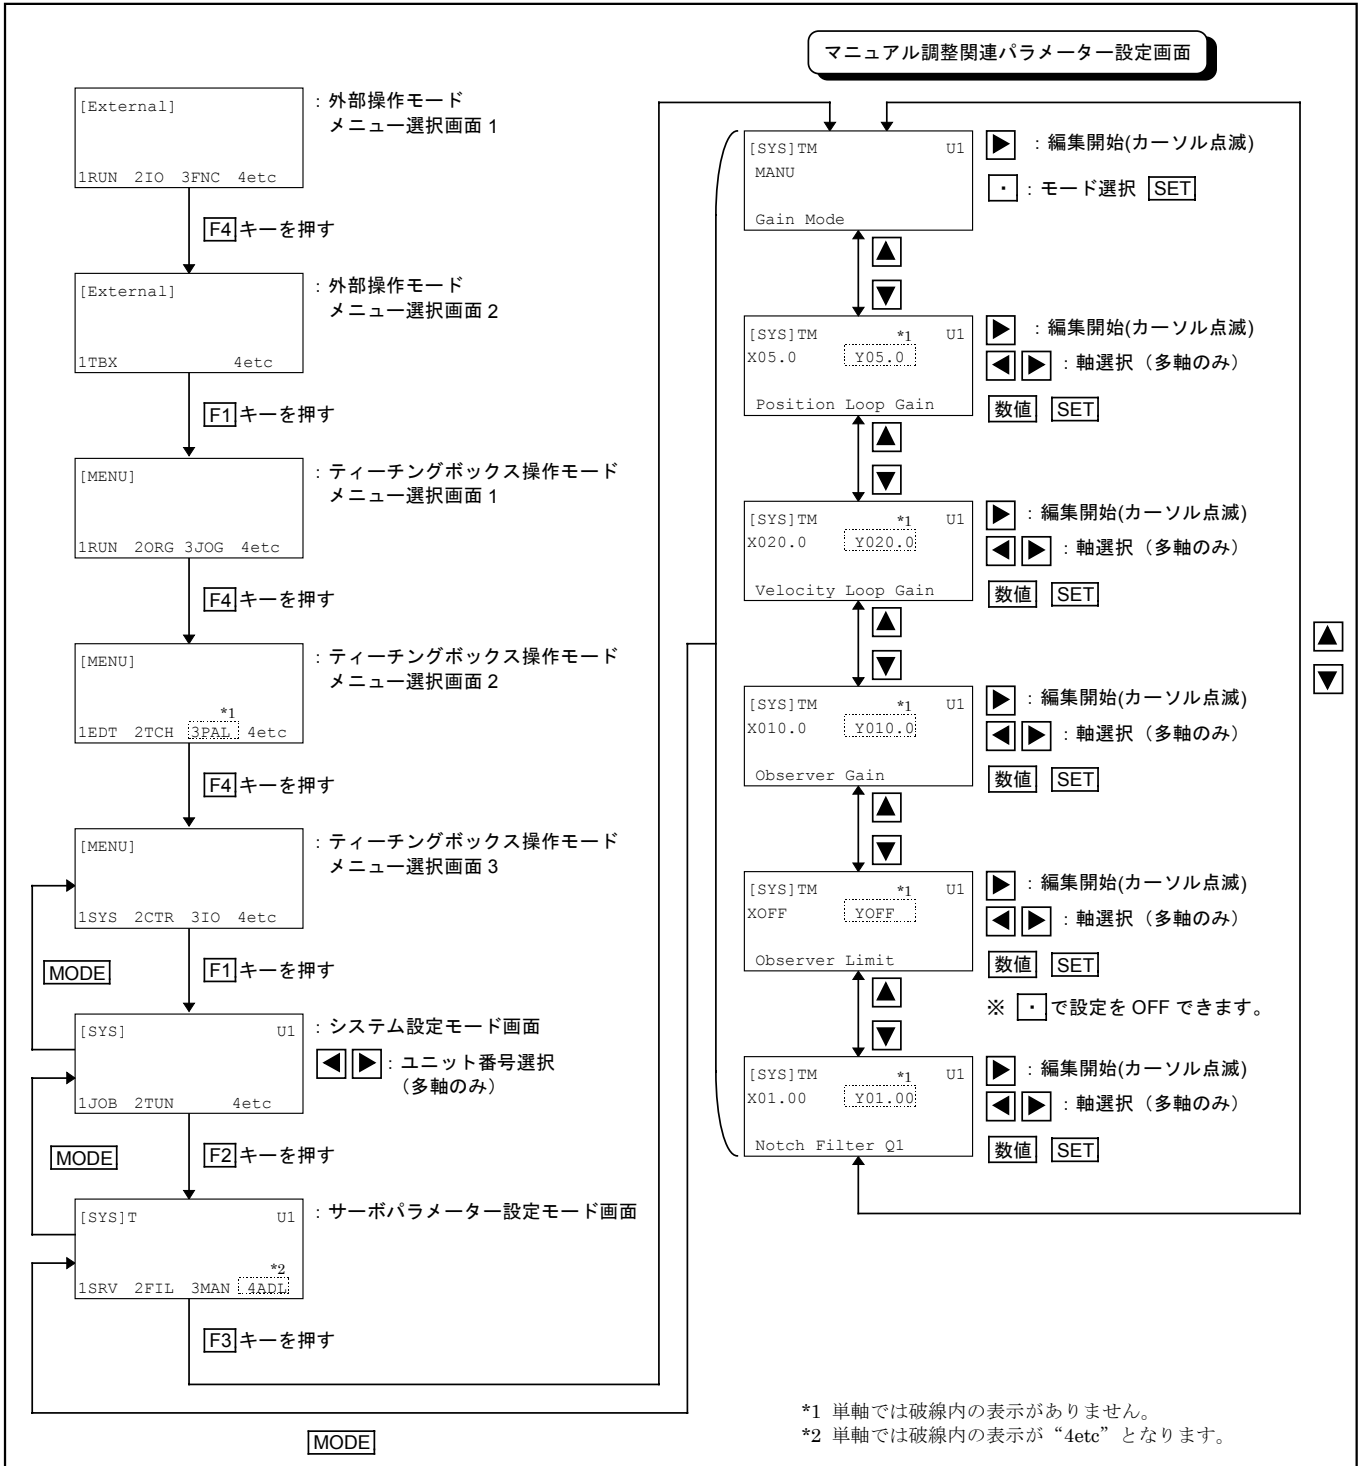 マニュアル調整関連パラメーター設定画面
[External]
1RUN 2IO 3FNC 4etc
：外部操作モード
メニュー選択画面 1
F4 キーを押す
[External]
1TBX 4etc
：外部操作モード
メニュー選択画面 2
F1 キーを押す
[MENU]
1RUN 2ORG 3JOG 4etc
：ティーチングボックス操作モード
メニュー選択画面 1
F4 キーを押す
[MENU]
*1
1EDT 2TCH 3PAL 4etc
：ティーチングボックス操作モード
メニュー選択画面 2
F4 キーを押す
[MENU]
1SYS 2CTR 3IO 4etc
：ティーチングボックス操作モード
メニュー選択画面 3
MODE
F1 キーを押す
[SYS] U1
1JOB 2TUN 4etc
：システム設定モード画面
◀ ▶ ：ユニット番号選択
（多軸のみ）
MODE
F2 キーを押す
[SYS]T U1
*2
1SRV 2FIL 3MAN 4ADL
：サーボパラメーター設定モード画面
F3 キーを押す
MODE
[SYS]TM U1
MANU
Gain Mode
▶ ：編集開始(カーソル点滅)
・ ：モード選択 SET
▲
▼
[SYS]TM *1 U1
X05.0 Y05.0
Position Loop Gain
▶ ：編集開始(カーソル点滅)
◀ ▶ ：軸選択（多軸のみ）
数値 SET
▲
▼
[SYS]TM *1 U1
X020.0 Y020.0
Velocity Loop Gain
▶ ：編集開始(カーソル点滅)
◀ ▶ ：軸選択（多軸のみ）
数値 SET
▲
▼
[SYS]TM *1 U1
X010.0 Y010.0
Observer Gain
▶ ：編集開始(カーソル点滅)
◀ ▶ ：軸選択（多軸のみ）
数値 SET
▲
▼
[SYS]TM *1 U1
XOFF YOFF
Observer Limit
▶ ：編集開始(カーソル点滅)
◀ ▶ ：軸選択（多軸のみ）
数値 SET
※ ・ で設定を OFF できます。
▲
▼
[SYS]TM *1 U1
X01.00 Y01.00
Notch Filter Q1
▶ ：編集開始(カーソル点滅)
◀ ▶ ：軸選択（多軸のみ）
数値 SET
▲
▼
*1 単軸では破線内の表示がありません。
*2 単軸では破線内の表示が“4etc”となります。